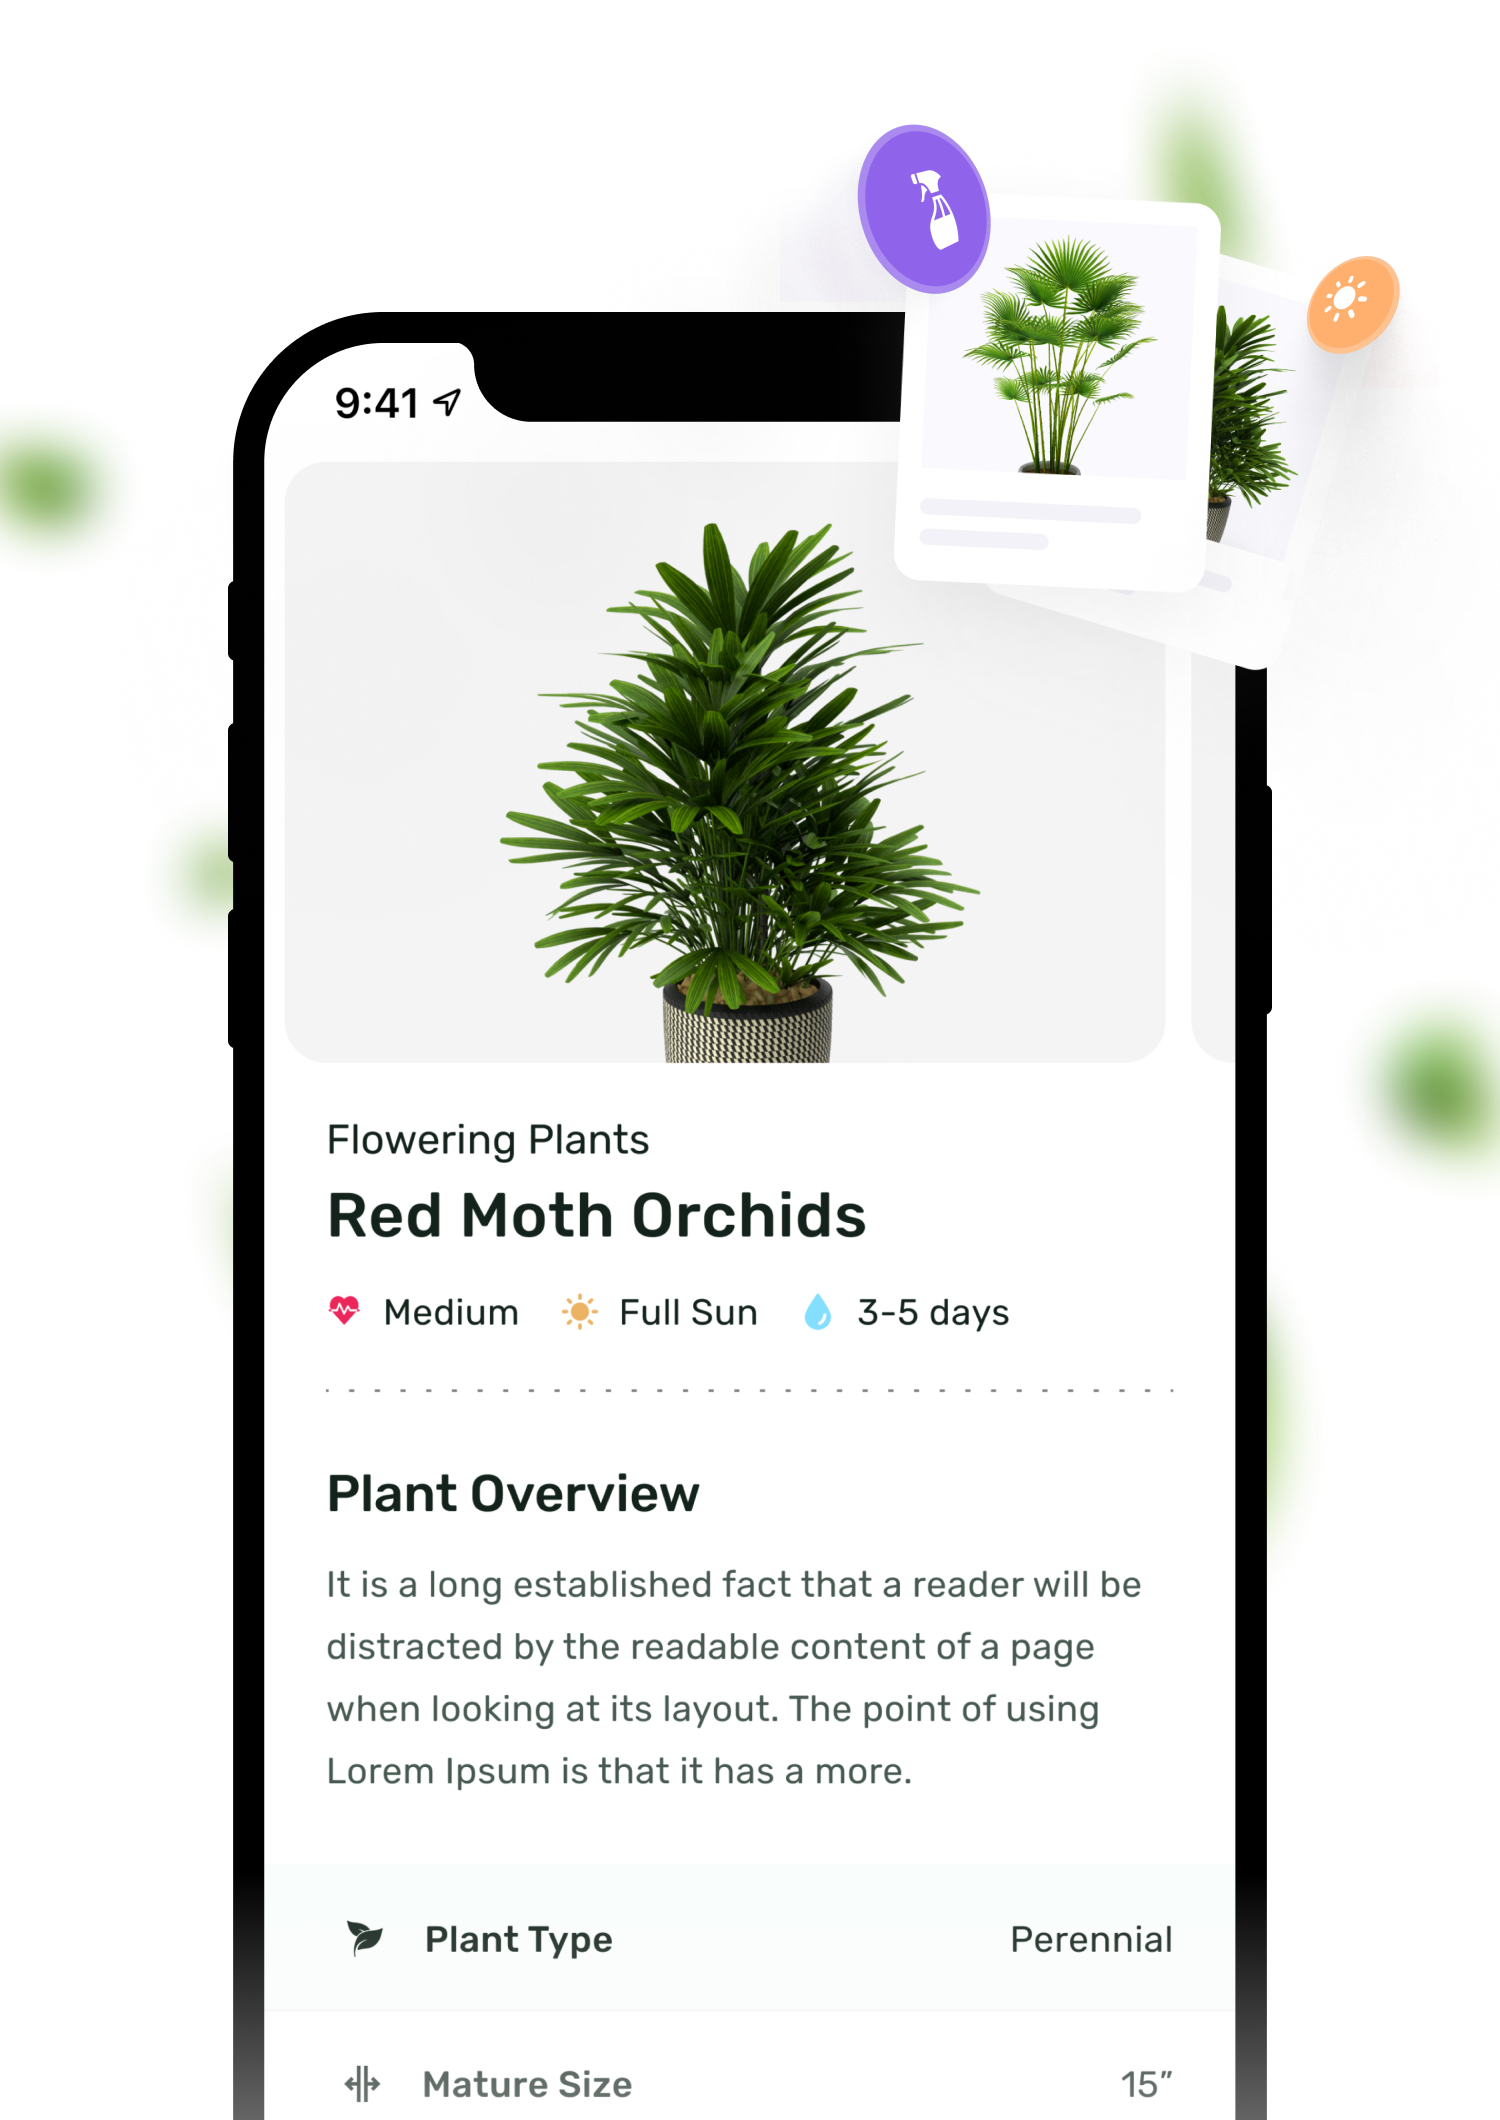 9:41
Flowering Plants
Red Moth Orchids
Medium Full Sun 3-5 days
Plant Overview
It is a long established fact that a reader will be
distracted by the readable content of a page
when looking at its layout. The point of using
Lorem Ipsum is that it has a more.
Plant Type Perennial
Mature Size 15”